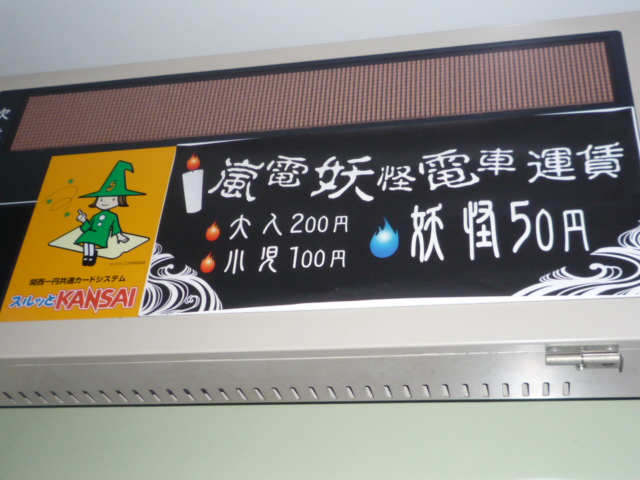 嵐電妖怪電車運賃
大人200円
小児100円
妖怪50円
関西一円共通カードシステム
スルッとKANSAI